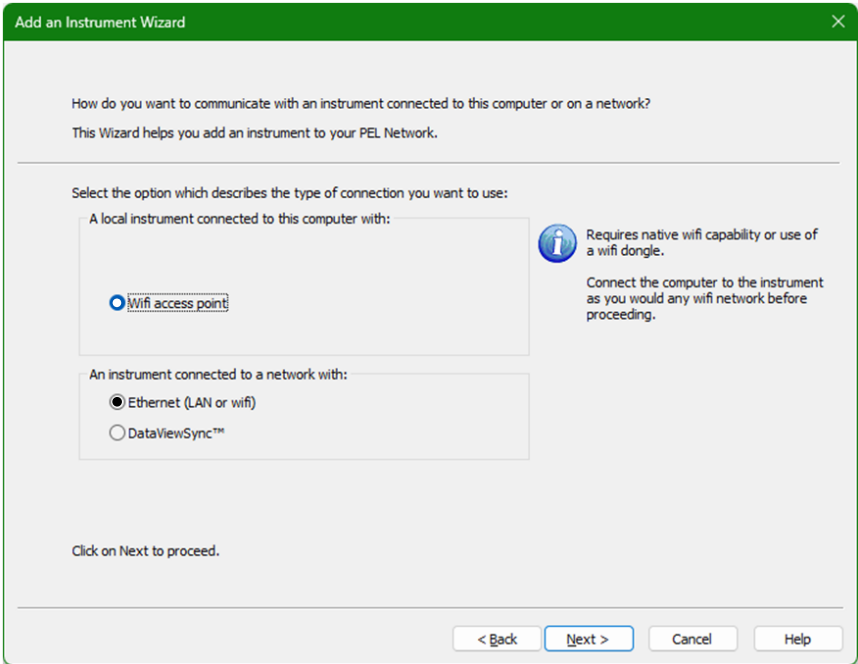 Add an Instrument Wizard
How do you want to communicate with an instrument connected to this computer or on a network?
This Wizard helps you add an instrument to your PEL Network.
Select the option which describes the type of connection you want to use:
A local instrument connected to this computer with:
Wifi access point
Requires native wifi capability or use of
a wifi dongle.
Connect the computer to the instrument
as you would any wifi network before
proceeding.
An instrument connected to a network with:
Ethernet (LAN or wifi)
DataViewSync™
Click on Next to proceed.
< Back
Next >
Cancel
Help